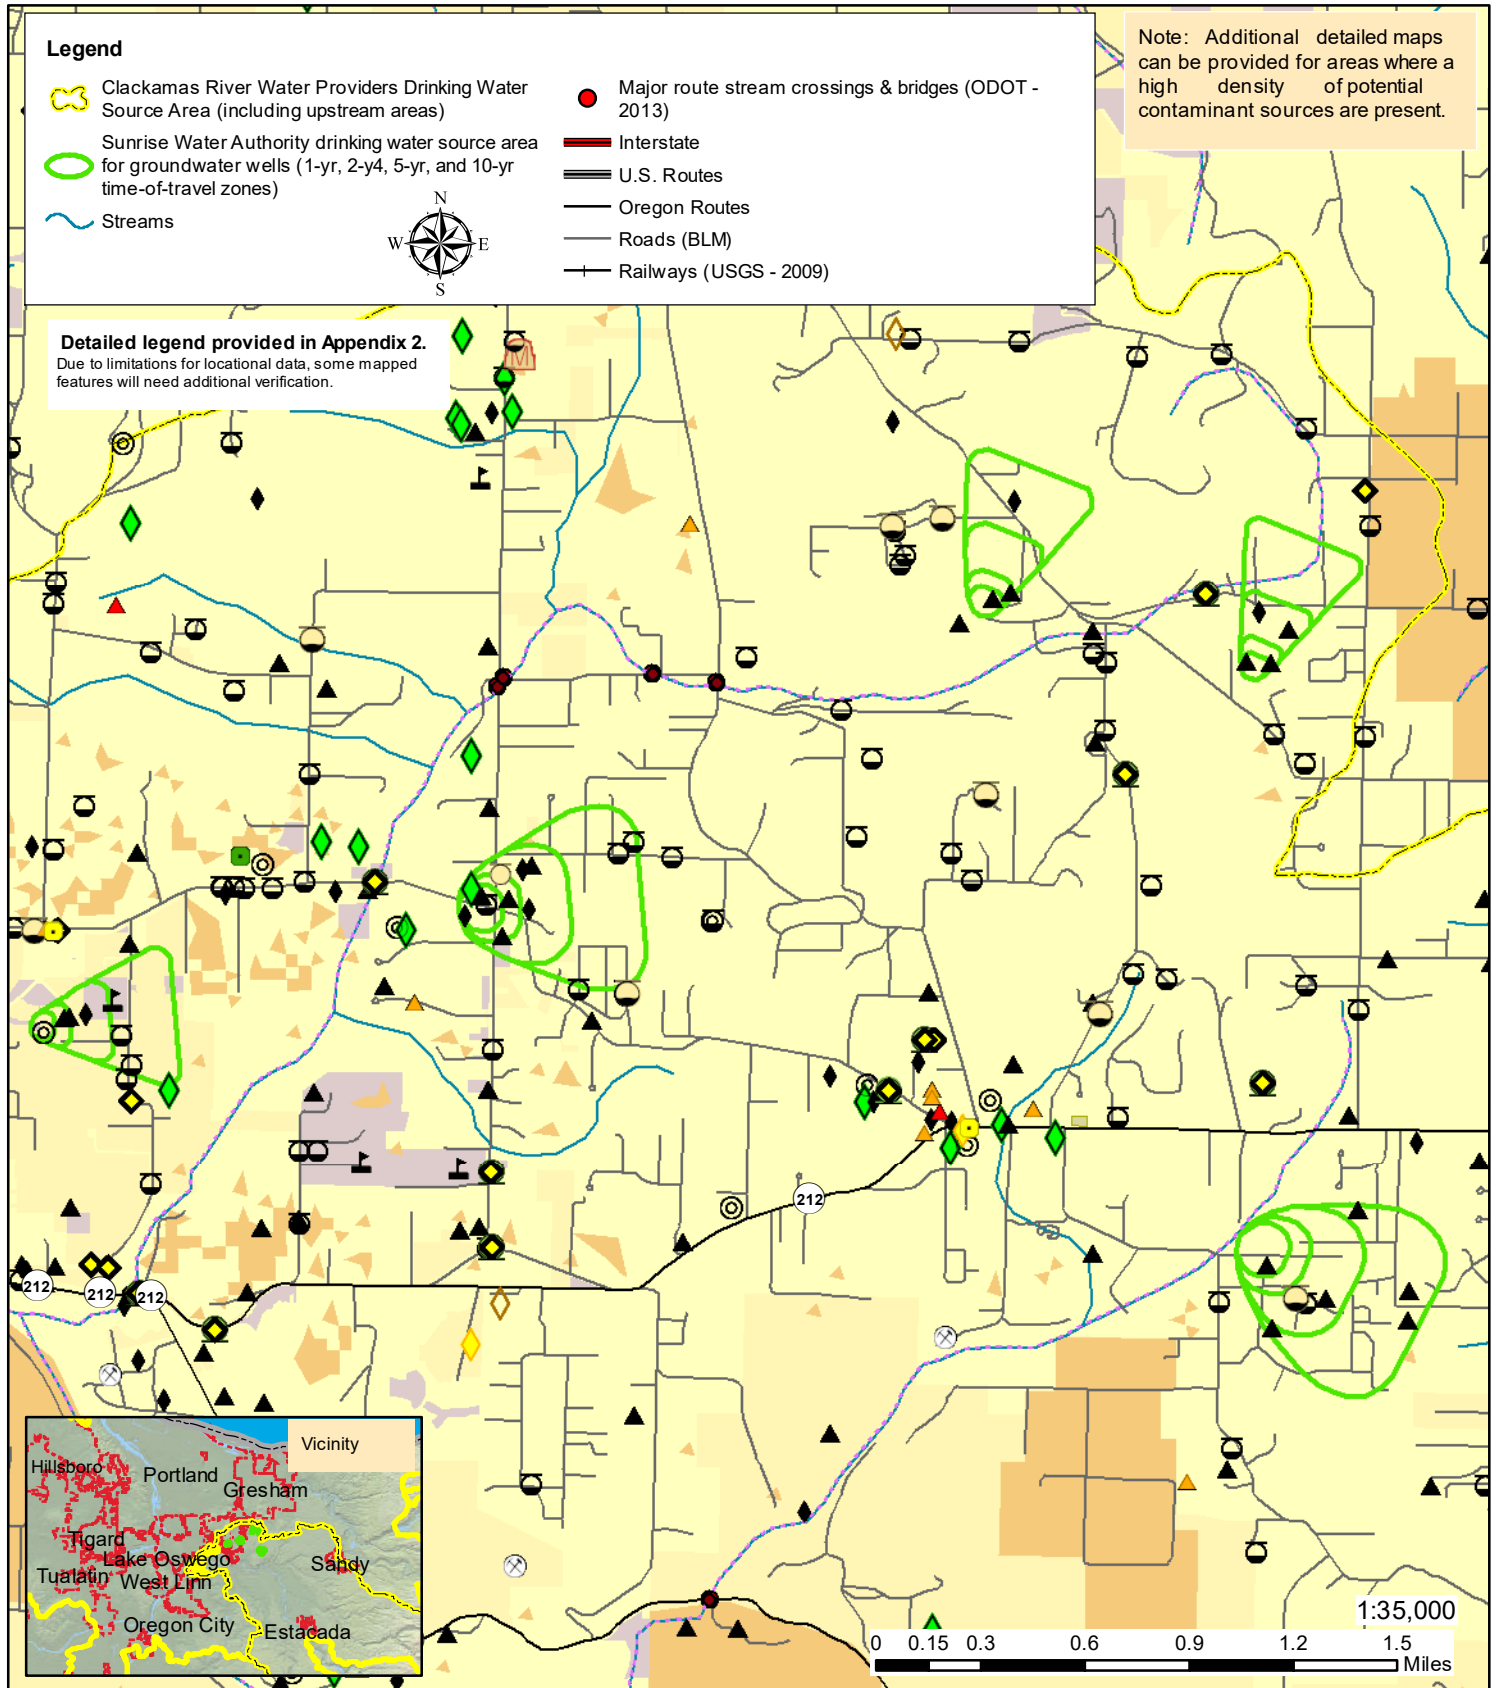 Legend
Clackamas River Water Providers Drinking Water
Source Area (including upstream areas)
Sunrise Water Authority drinking water source area
for groundwater wells (1-yr, 2-y4, 5-yr, and 10-yr
time-of-travel zones)
Streams
N
W E
S
Major route stream crossings & bridges (ODOT -
2013)
Interstate
U.S. Routes
Oregon Routes
Roads (BLM)
Railways (USGS - 2009)
Note: Additional detailed maps
can be provided for areas where a
high density of potential
contaminant sources are present.
Detailed legend provided in Appendix 2.
Due to limitations for locational data, some mapped
features will need additional verification.
212
212
212
212
Vicinity
Hillsboro
Portland
Gresham
Tigard
Lake Oswego
Sandy
Tualatin
West Linn
Oregon City
Estacada
1:35,000
0 0.15 0.3 0.6 0.9 1.2 1.5
Miles